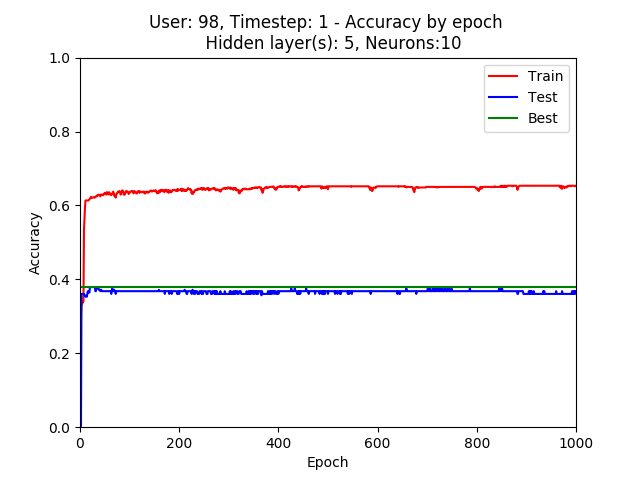 User: 98, Timestep: 1 - Accuracy by epoch
Hidden layer(s): 5, Neurons:10
1.0
0.8
0.6
0.4
0.2
0.0
Accuracy
Train
Test
Best
0 200 400 600 800 1000
Epoch